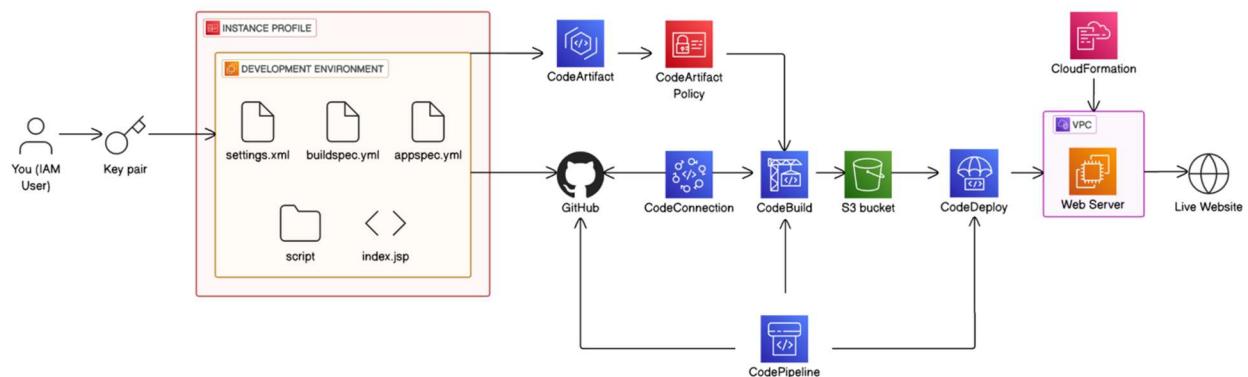 INSTANCE PROFILE
DEVELOPMENT ENVIRONMENT
settings.xml
buildspec.yml
appspec.yml
script
index.jsp
You (IAM
User)
Key pair
CodeArtifact
CodeArtifact
Policy
GitHub
CodeConnection
CodeBuild
S3 bucket
CodeDeploy
CloudFormation
VPC
Web Server
Live Website
CodePipeline